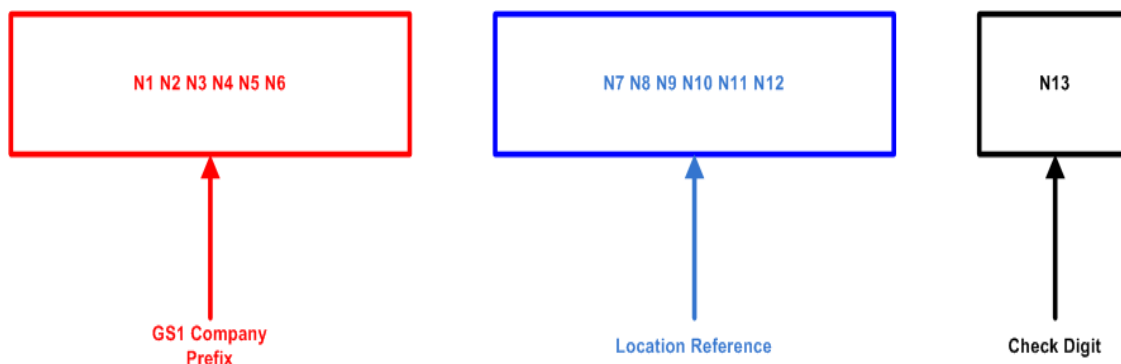 N1 N2 N3 N4 N5 N6
N7 N8 N9 N10 N11 N12
N13
GS1 Company
Prefix
Location Reference
Check Digit